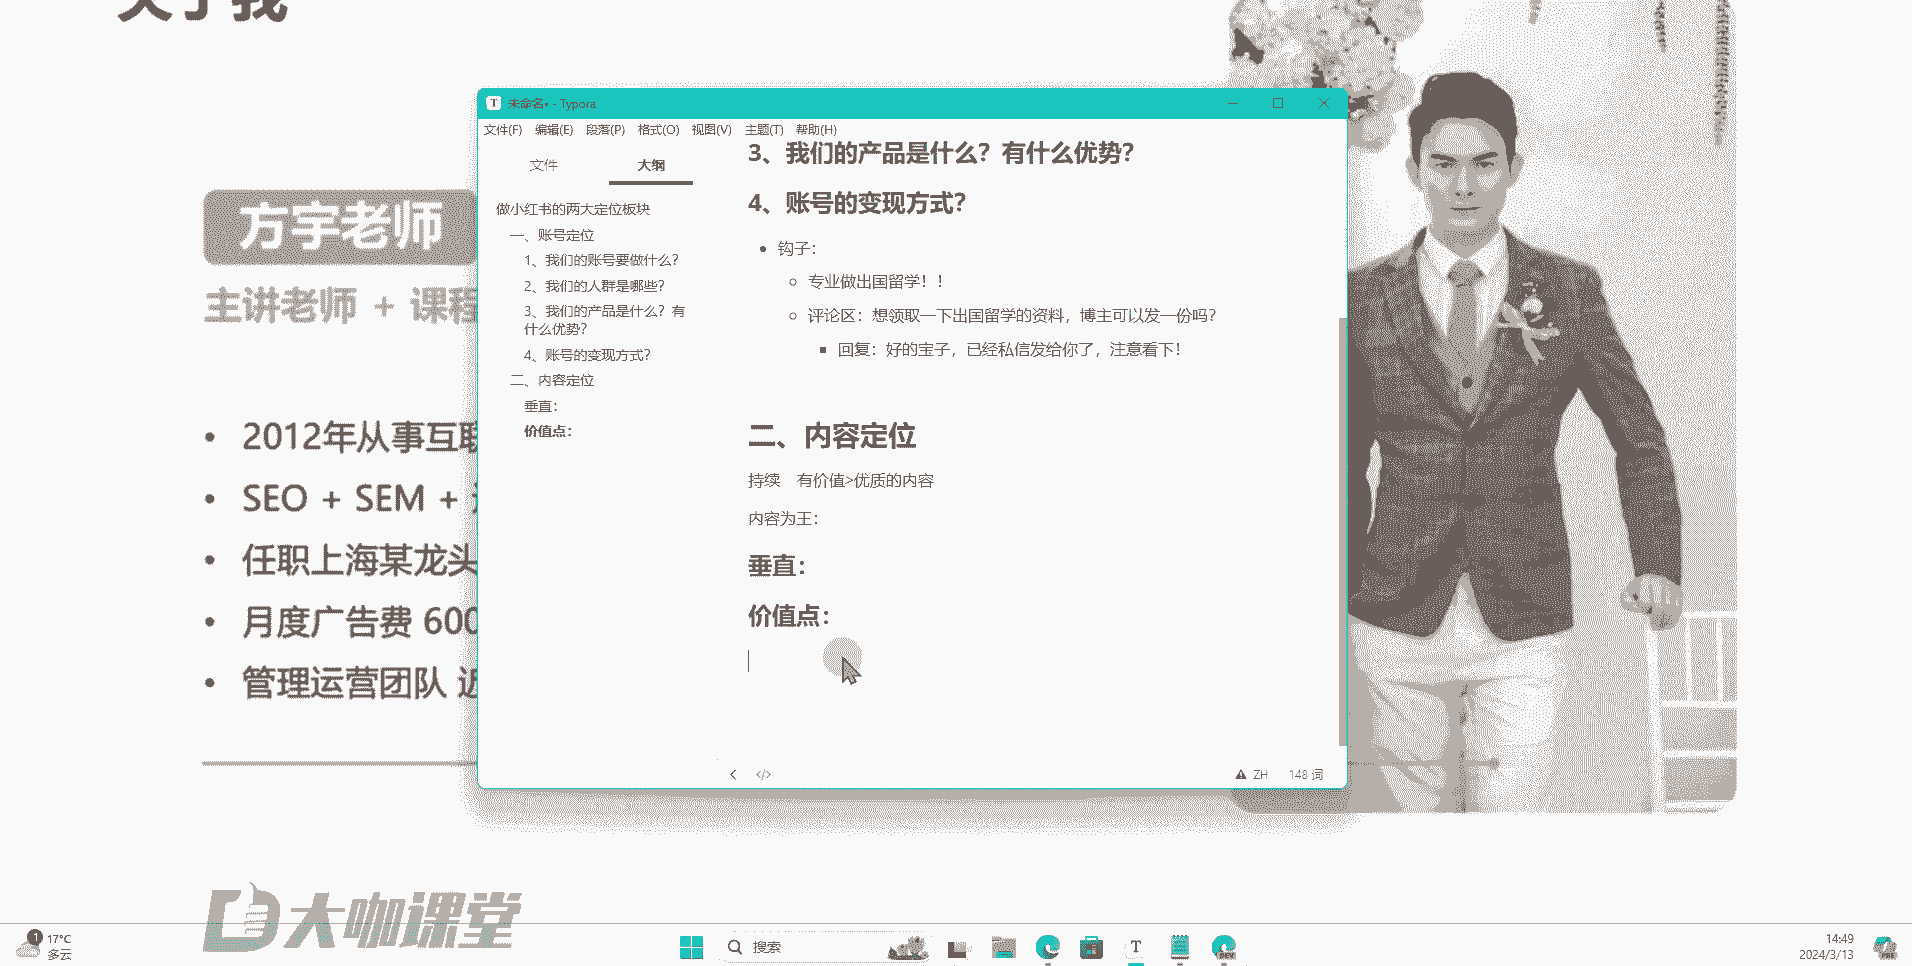 关于我
方宇老师
主讲老师 + 课程
2012年从事互联
SEO + SEM +
任职上海某龙头
月度广告费 600
管理运营团队 近
大咖课堂
未命名• - Typora
文件(F) 编辑(E) 段落(P) 格式(O) 视图(V) 主题(T) 帮助(H)
文件 大纲
做小红书的两大定位板块
一、账号定位
1、我们的账号要做什么？
2、我们的人群是哪些？
3、我们的产品是什么？有
什么优势？
4、账号的变现方式？
二、内容定位
垂直：
价值点：
3、我们的产品是什么？有什么优势？
4、账号的变现方式？
钩子：
专业做出国留学！！
评论区：想领取一下出国留学的资料，博主可以发一份吗？
回复：好的宝子，已经私信发给你了，注意看下！
二、内容定位
持续 有价值>优质的内容
内容为王：
垂直：
价值点：
ZH 148 词
1
17°C
多云
搜索
T
DEV
14:49
2024/3/13
PRE